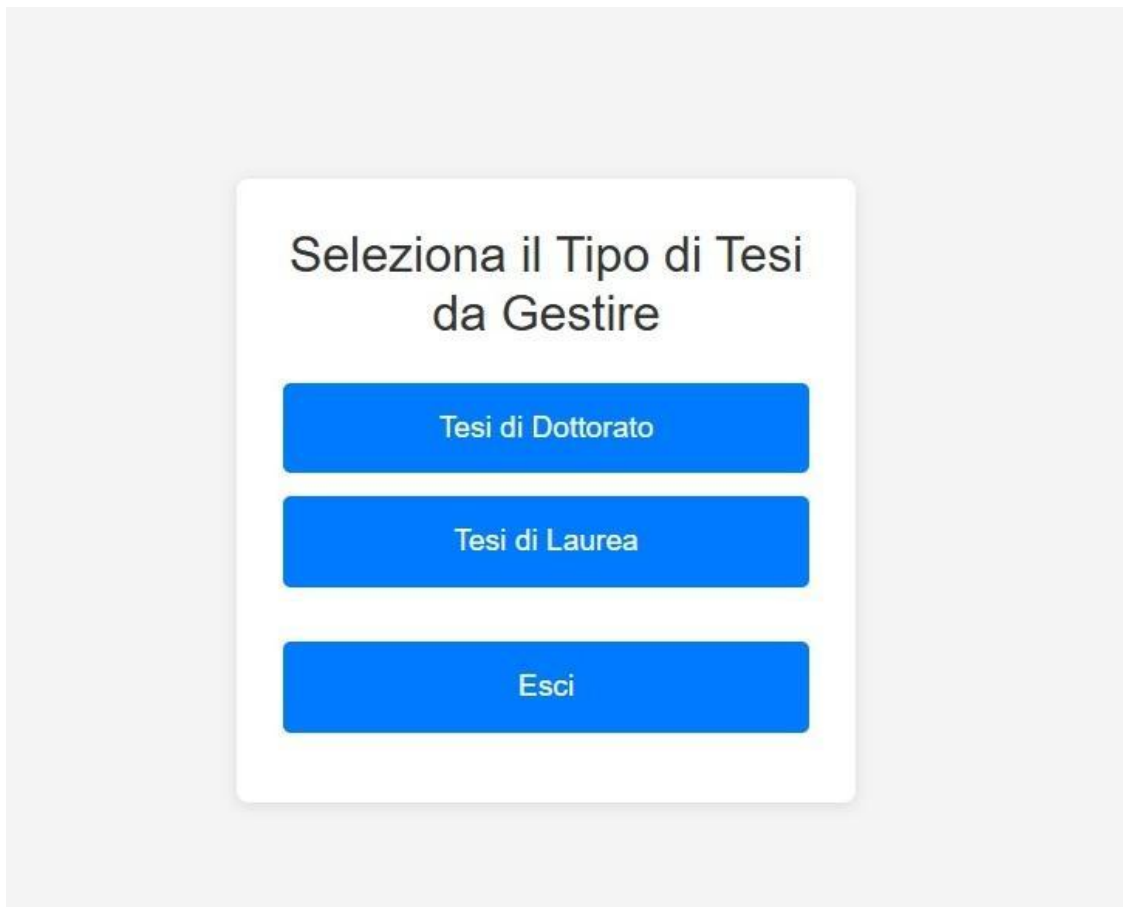 Seleziona il Tipo di Tesi
da Gestire
Tesi di Dottorato
Tesi di Laurea
Esci